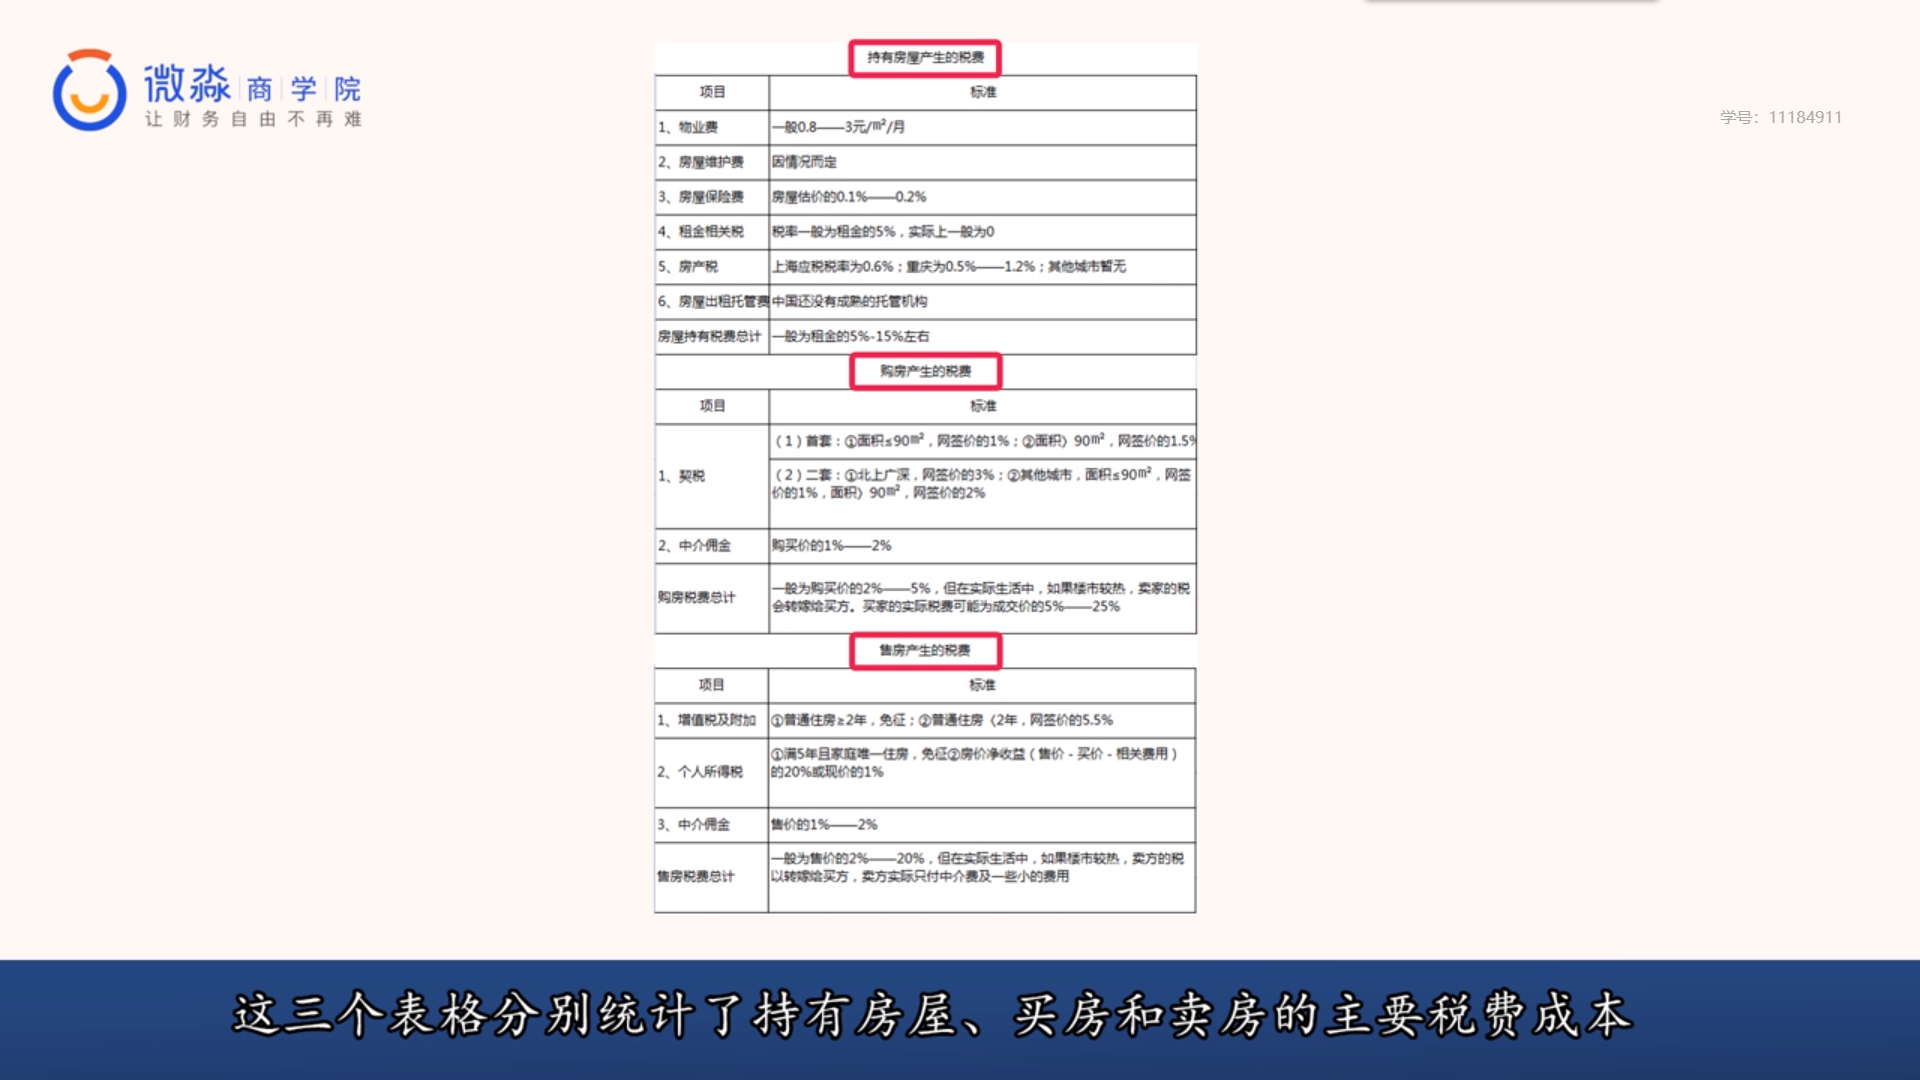 微淼 商 学 院
让财务自由不再难
学号：11184911
持有房屋产生的税费
项目 标准
1、物业费 一般0.8——3元/㎡/月
2、房屋维护费 因情况而定
3、房屋保险费 房屋估价的0.1%——0.2%
4、租金相关税 税率一般为租金的5%，实际上一般为0
5、房产税 上海应税税率为0.6%；重庆为0.5%——1.2%；其他城市暂无
6、房屋出租托管费 中国还没有成熟的托管机构
房屋持有税费总计 一般为租金的5%-15%左右
购房产生的税费
项目 标准
1、契税
（1）首套：①面积≤90㎡，网签价的1%；②面积〉90㎡，网签价的1.5%
（2）二套：①北上广深，网签价的3%；②其他城市，面积≤90㎡，网签
价的1%，面积〉90㎡，网签价的2%
2、中介佣金 购买价的1%——2%
购房税费总计
一般为购买价的2%——5%，但在实际生活中，如果楼市较热，卖家的税
会转嫁给买方。买家的实际税费可能为成交价的5%——25%
售房产生的税费
项目 标准
1、增值税及附加 ①普通住房≥2年，免征；②普通住房〈2年，网签价的5.5%
2、个人所得税
①满5年且家庭唯一住房，免征②房价净收益（售价 - 买价 - 相关费用）
的20%或现价的1%
3、中介佣金 售价的1%——2%
售房税费总计
一般为售价的2%——20%，但在实际生活中，如果楼市较热，卖方的税
以转嫁给买方，卖方实际只付中介费及一些小的费用
这三个表格分别统计了持有房屋、买房和卖房的主要税费成本